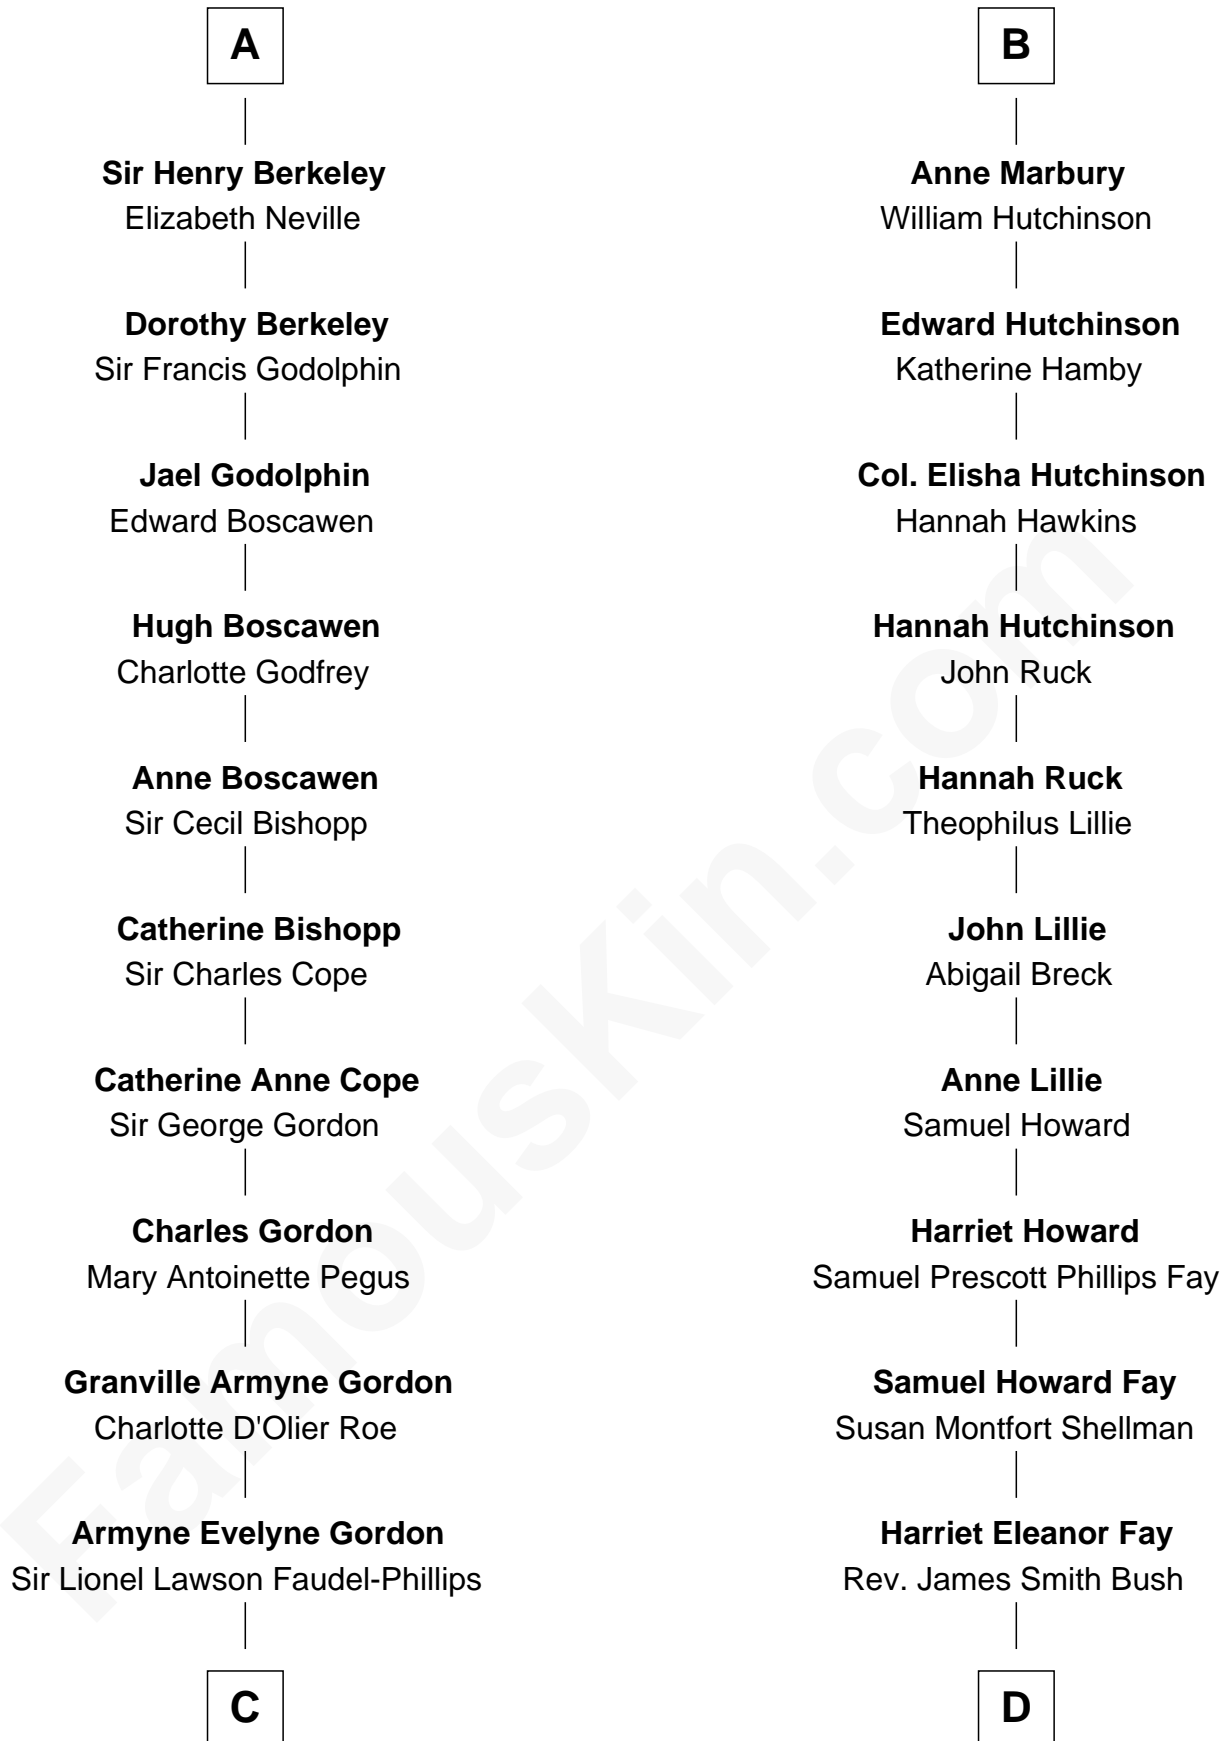 A
Sir Henry Berkeley
Elizabeth Neville
Dorothy Berkeley
Sir Francis Godolphin
Jael Godolphin
Edward Boscawen
Hugh Boscawen
Charlotte Godfrey
Anne Boscawen
Sir Cecil Bishopp
Catherine Bishopp
Sir Charles Cope
Catherine Anne Cope
Sir George Gordon
Charles Gordon
Mary Antoinette Pegus
Granville Armyne Gordon
Charlotte D'Olier Roe
Armyne Evelyne Gordon
Sir Lionel Lawson Faudel-Phillips
C
B
Anne Marbury
William Hutchinson
Edward Hutchinson
Katherine Hamby
Col. Elisha Hutchinson
Hannah Hawkins
Hannah Hutchinson
John Ruck
Hannah Ruck
Theophilus Lillie
John Lillie
Abigail Breck
Anne Lillie
Samuel Howard
Harriet Howard
Samuel Prescott Phillips Fay
Samuel Howard Fay
Susan Montfort Shellman
Harriet Eleanor Fay
Rev. James Smith Bush
D
FamousKin.com